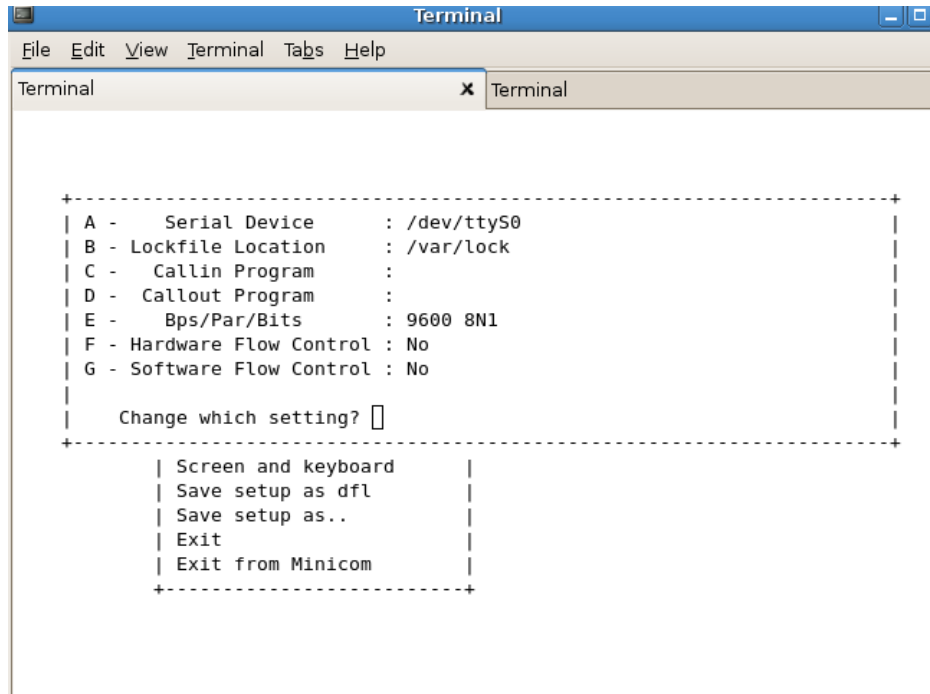 Terminal
File Edit View Terminal Tabs Help
Terminal Terminal
A - Serial Device : /dev/ttyS0
B - Lockfile Location : /var/lock
C - Callin Program :
D - Callout Program :
E - Bps/Par/Bits : 9600 8N1
F - Hardware Flow Control : No
G - Software Flow Control : No
Change which setting?
Screen and keyboard
Save setup as dfl
Save setup as..
Exit
Exit from Minicom